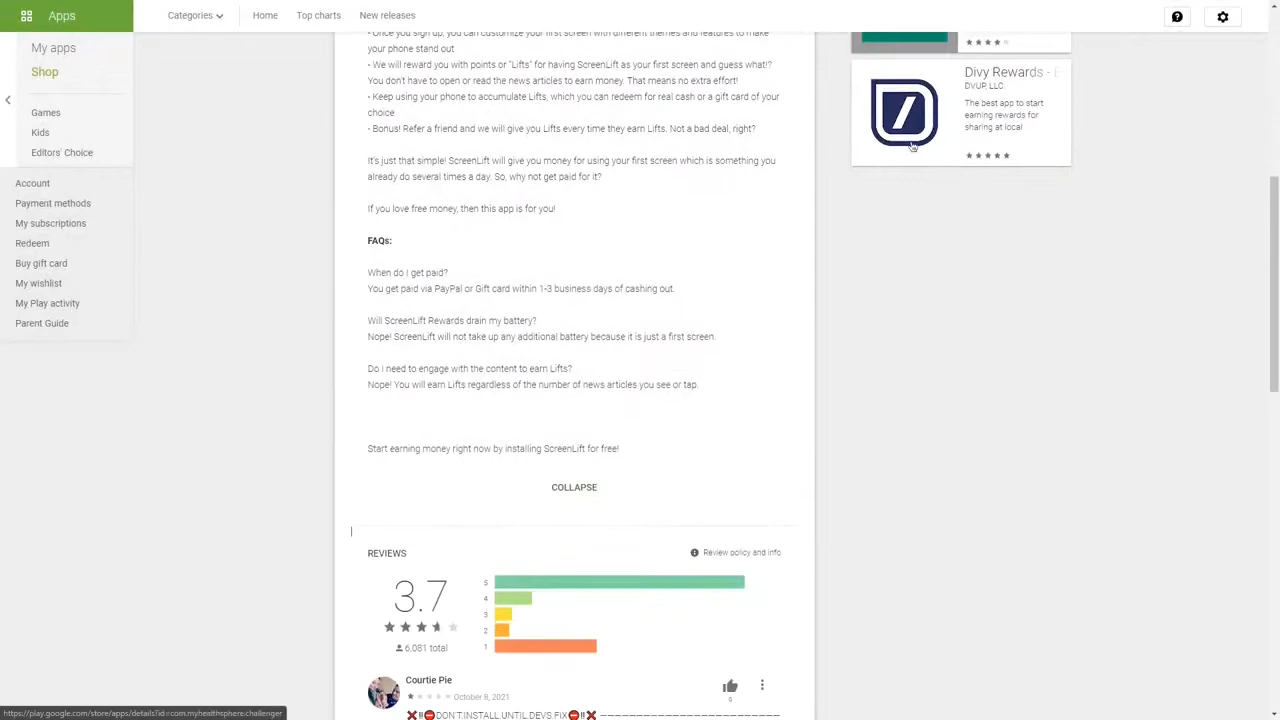 Apps
Categories
Home
Top charts
New releases
My apps
Shop
Games
Kids
Editors' Choice
Account
Payment methods
My subscriptions
Redeem
Buy gift card
My wishlist
My Play activity
Parent Guide
- Once you sign up, you can customize your first screen with different themes and features to make
your phone stand out
- We will reward you with points or "Lifts" for having ScreenLift as your first screen and guess what!?
You don't have to open or read the news articles to earn money. That means no extra effort!
- Keep using your phone to accumulate Lifts, which you can redeem for real cash or a gift card of your
choice
- Bonus! Refer a friend and we will give you Lifts every time they earn Lifts. Not a bad deal, right?
It's just that simple! ScreenLift will give you money for using your first screen which is something you
already do several times a day. So, why not get paid for it?
If you love free money, then this app is for you!
FAQs:
When do I get paid?
You get paid via PayPal or Gift card within 1-3 business days of cashing out.
Will ScreenLift Rewards drain my battery?
Nope! ScreenLift will not take up any additional battery because it is just a first screen.
Do I need to engage with the content to earn Lifts?
Nope! You will earn Lifts regardless of the number of news articles you see or tap.
Start earning money right now by installing ScreenLift for free!
COLLAPSE
REVIEWS
Review policy and info
3.7
6,081 total
5
4
3
2
1
Courtie Pie
October 8, 2021
0
❌‼⛔DON'T.INSTALL.UNTIL.DEVS.FIX⛔‼❌
Divy Rewards - E
DVUP, LLC
The best app to start
earning rewards for
sharing at local
https://play.google.com/store/apps/details?id=com.myhealthsphere.challenger